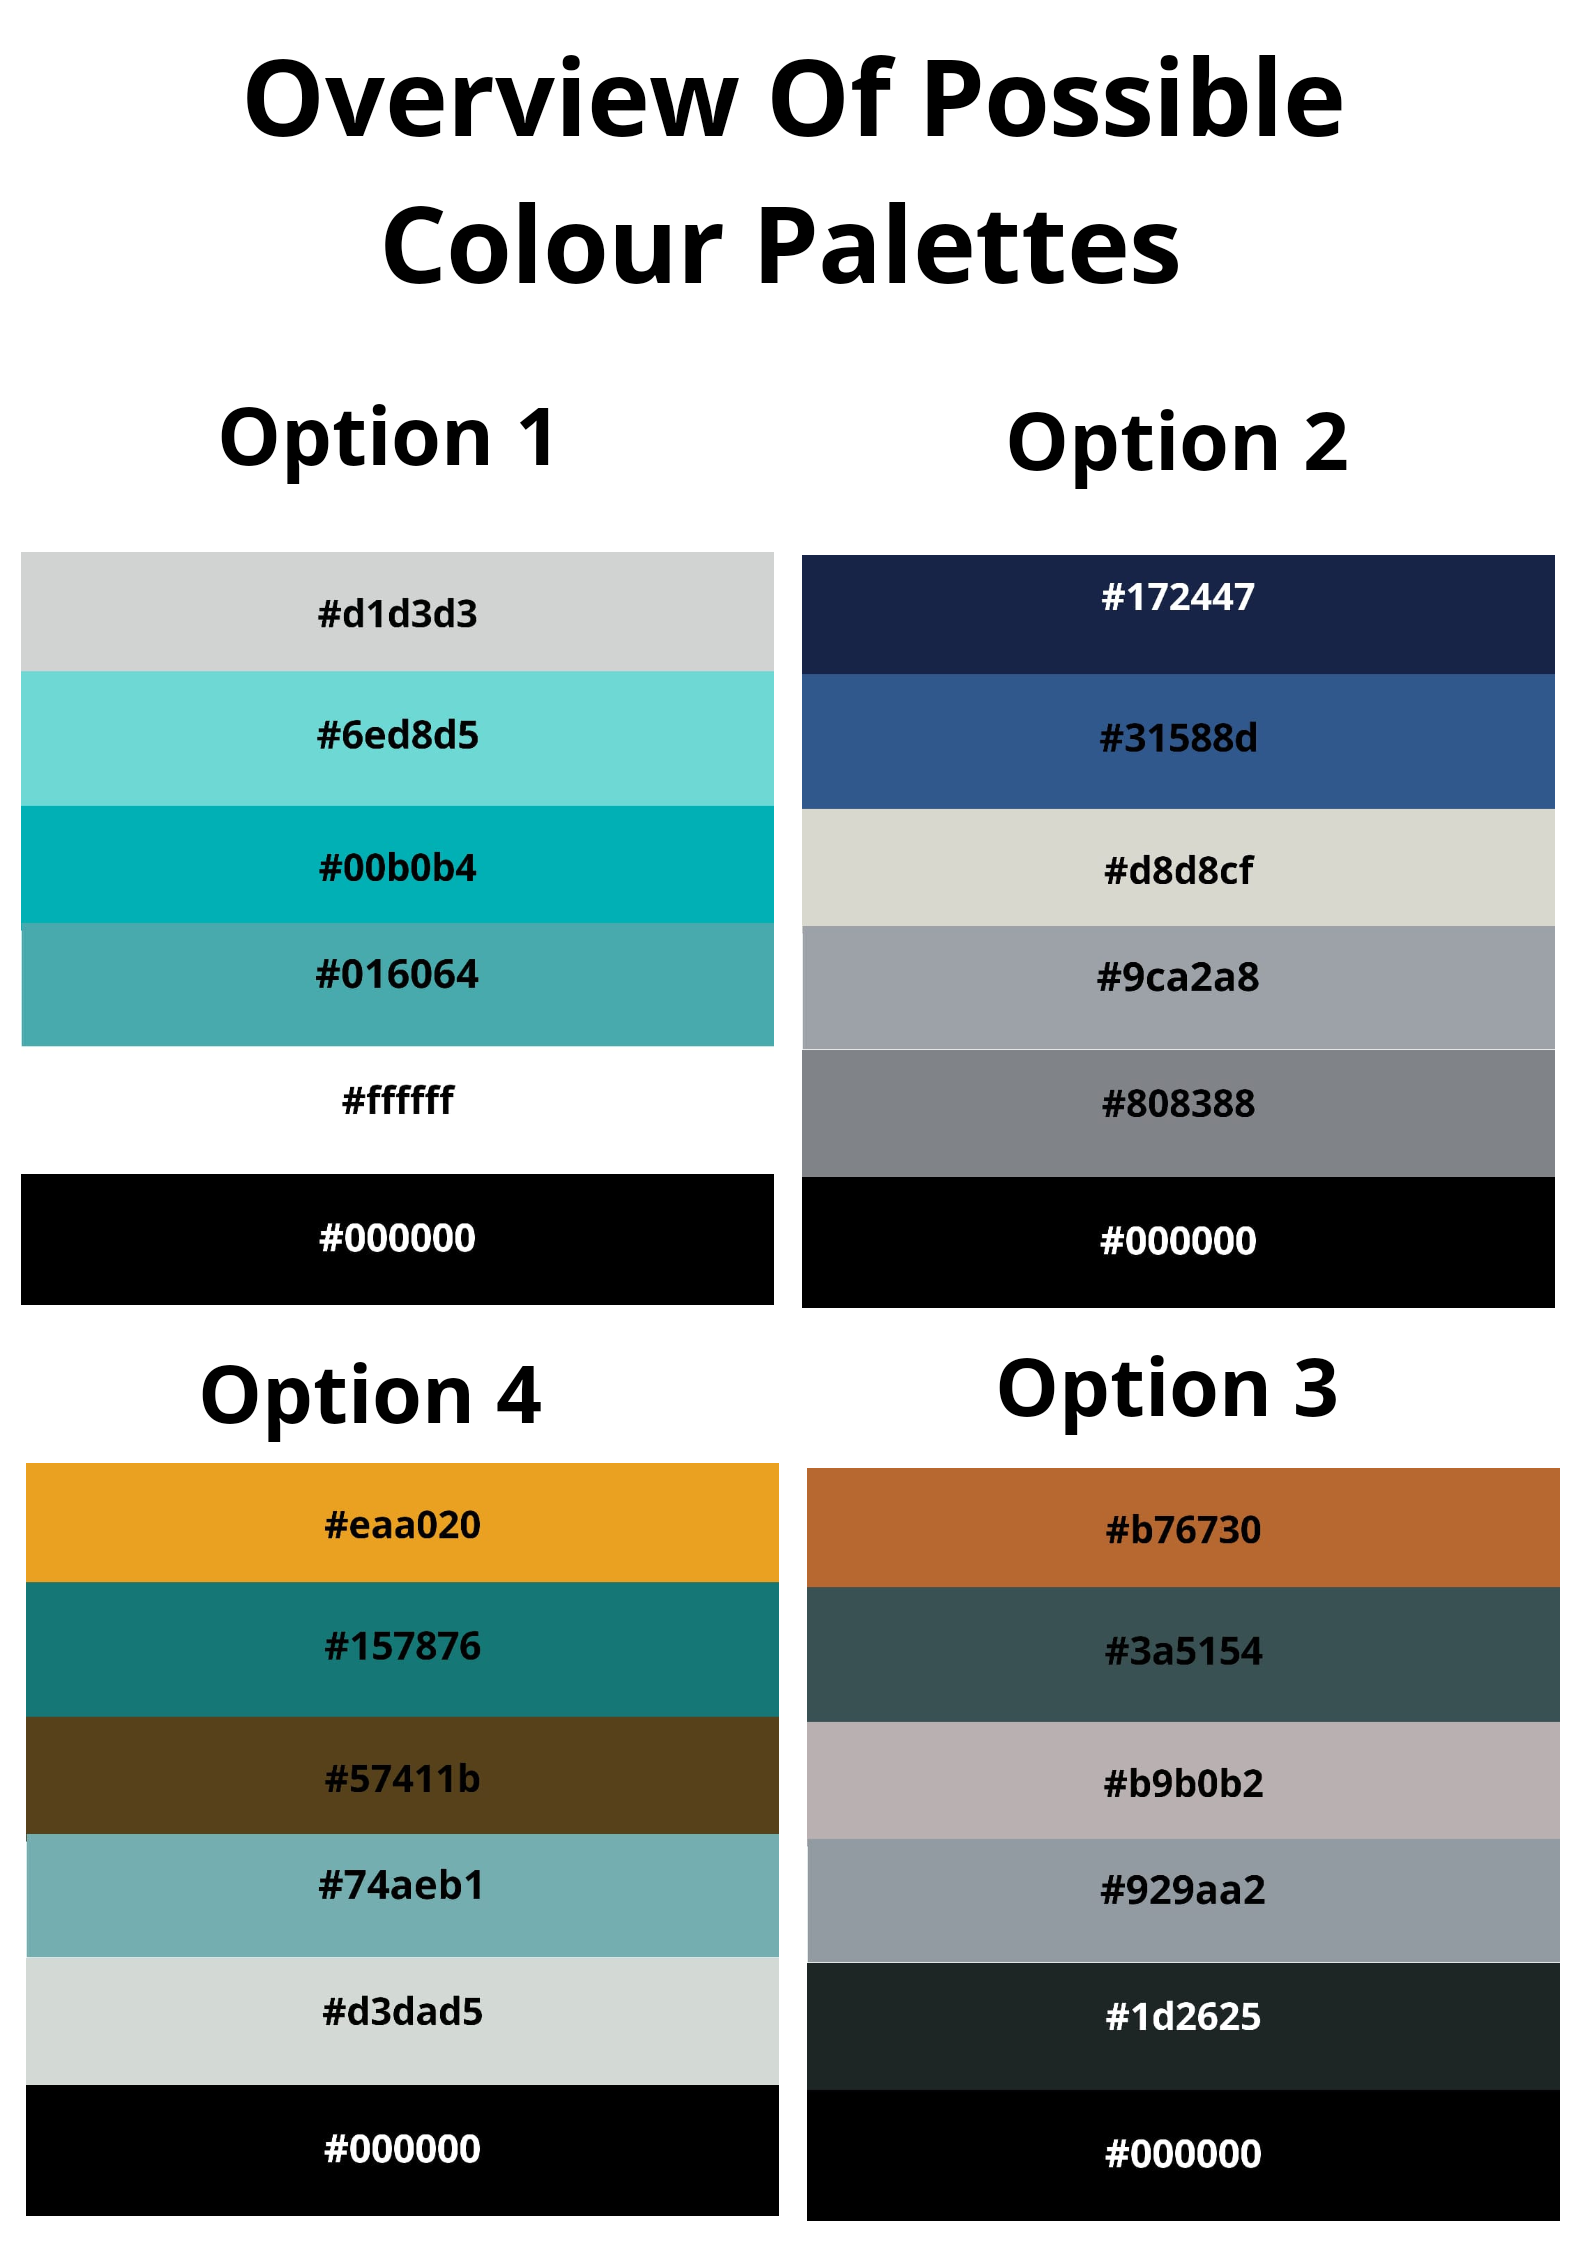 Overview Of Possible
Colour Palettes
Option 1
#d1d3d3
#6ed8d5
#00b0b4
#016064
#ffffff
#000000
Option 2
#172447
#31588d
#d8d8cf
#9ca2a8
#808388
#000000
Option 4
#eaa020
#157876
#57411b
#74aeb1
#d3dad5
#000000
Option 3
#b76730
#3a5154
#b9b0b2
#929aa2
#1d2625
#000000